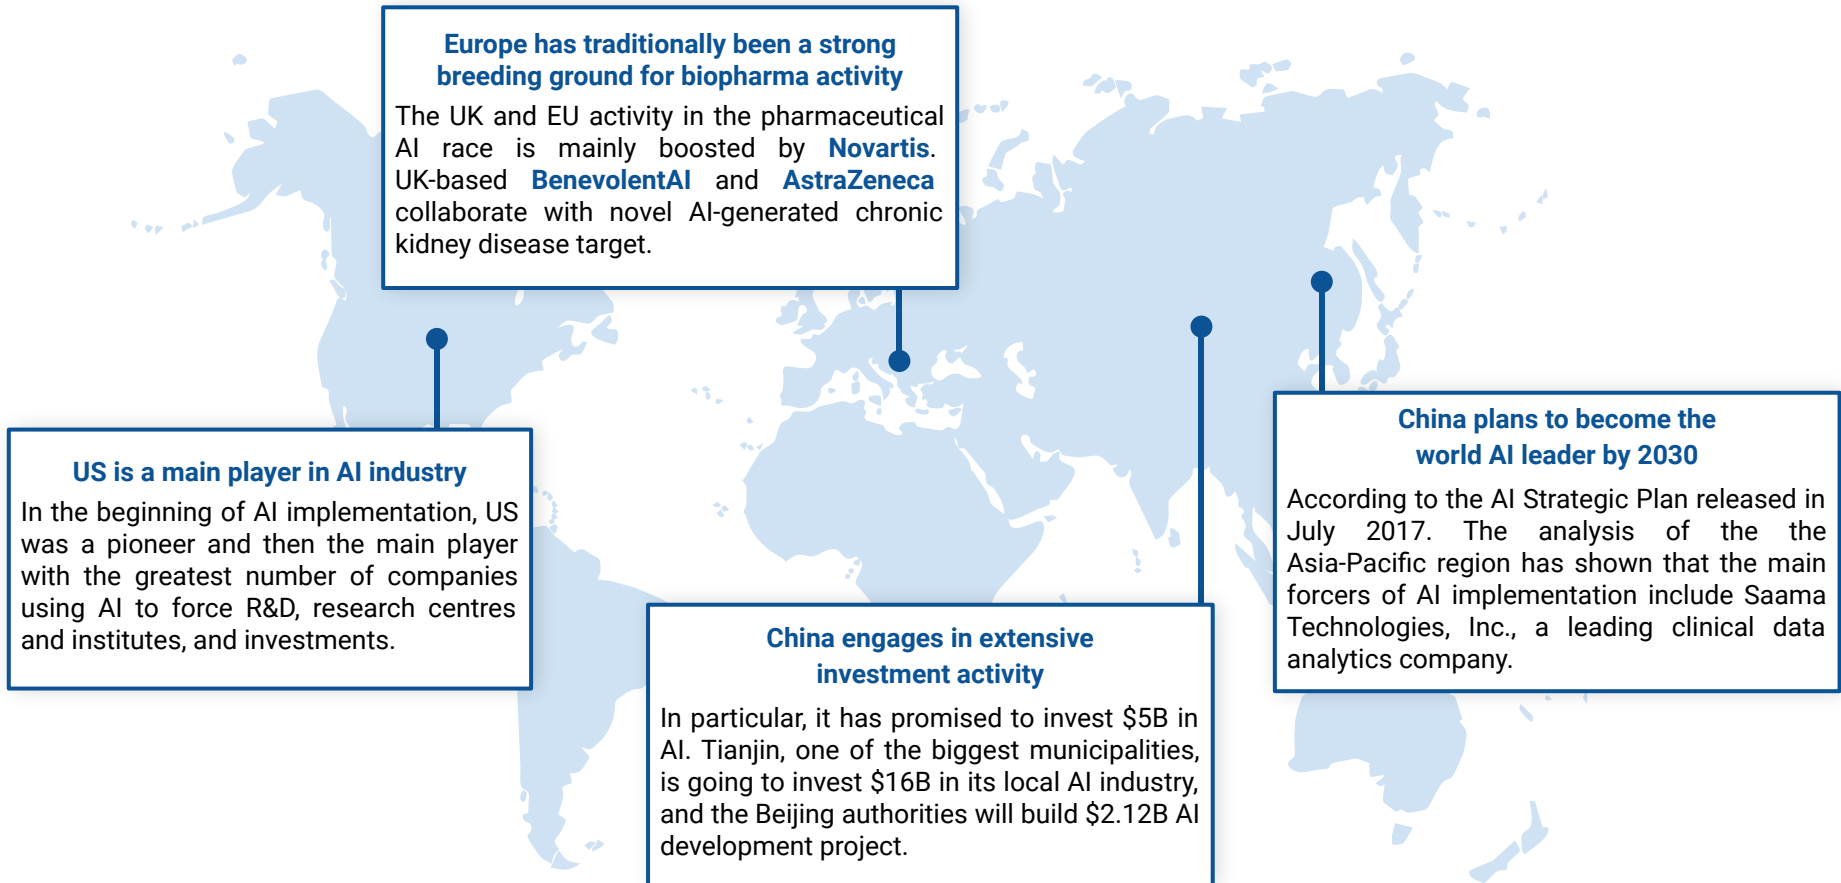 Europe has traditionally been a strong
breeding ground for biopharma activity
The UK and EU activity in the pharmaceutical
AI race is mainly boosted by Novartis.
UK-based BenevolentAI and AstraZeneca
collaborate with novel AI-generated chronic
kidney disease target.
US is a main player in AI industry
In the beginning of AI implementation, US
was a pioneer and then the main player
with the greatest number of companies
using AI to force R&D, research centres
and institutes, and investments.
China engages in extensive
investment activity
In particular, it has promised to invest $5B in
AI. Tianjin, one of the biggest municipalities,
is going to invest $16B in its local AI industry,
and the Beijing authorities will build $2.12B AI
development project.
China plans to become the
world AI leader by 2030
According to the AI Strategic Plan released in
July 2017. The analysis of the the
Asia-Pacific region has shown that the main
forcers of AI implementation include Saama
Technologies, Inc., a leading clinical data
analytics company.